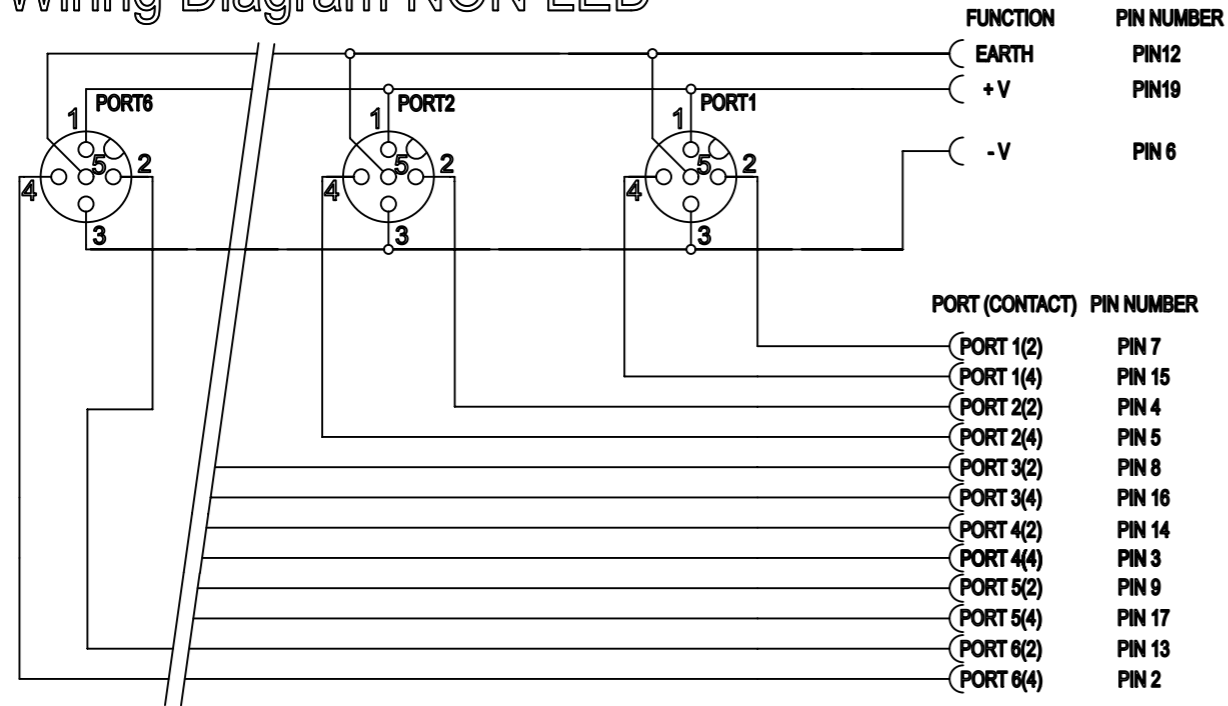 Wiring Diagram NON LED
FUNCTION PIN NUMBER
EARTH PIN12
+ V PIN19
- V PIN 6
PORT6 PORT2 PORT1
1 5 2 4 3
1 5 2 4 3
1 5 2 4 3
PORT (CONTACT) PIN NUMBER
PORT 1(2) PIN 7
PORT 1(4) PIN 15
PORT 2(2) PIN 4
PORT 2(4) PIN 5
PORT 3(2) PIN 8
PORT 3(4) PIN 16
PORT 4(2) PIN 14
PORT 4(4) PIN 3
PORT 5(2) PIN 9
PORT 5(4) PIN 17
PORT 6(2) PIN 13
PORT 6(4) PIN 2